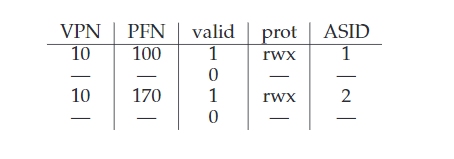 VPN PFN valid prot ASID
10 100 1 rwx 1
— — 0 — —
10 170 1 rwx 2
— — 0 — —